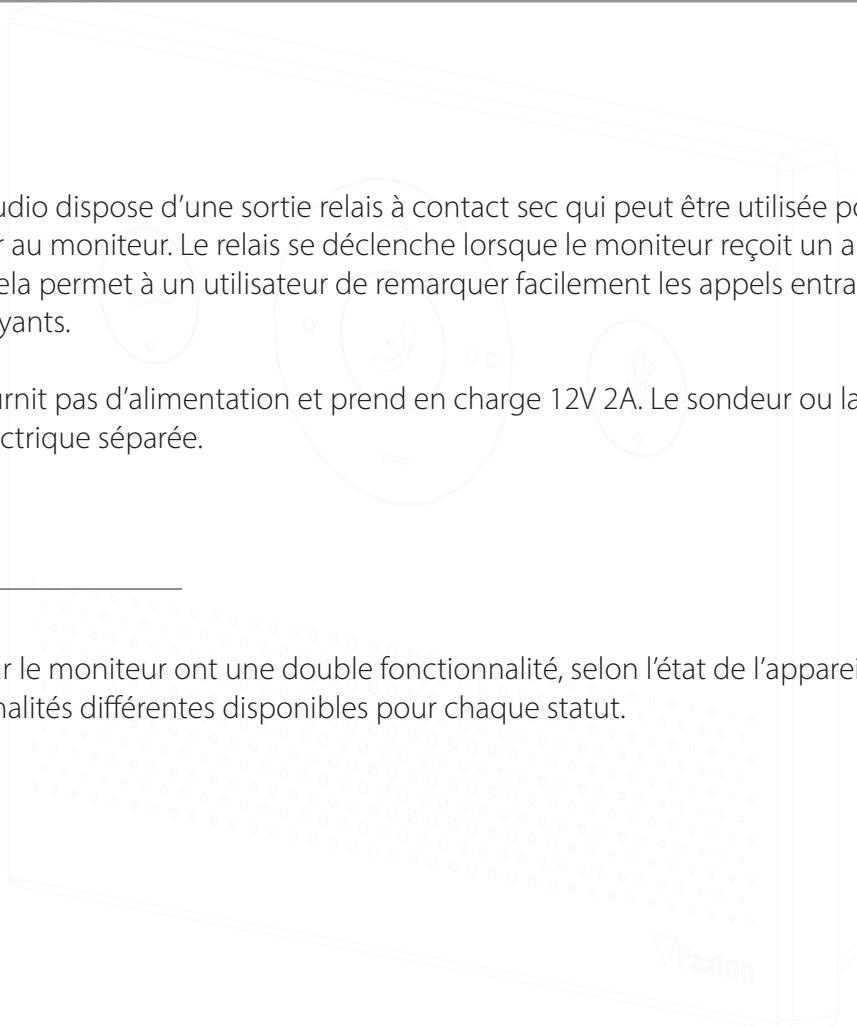 udio dispose d’une sortie relais à contact sec qui peut être utilisée po
r au moniteur. Le relais se déclenche lorsque le moniteur reçoit un a
ela permet à un utilisateur de remarquer facilement les appels entra
yants.
urnit pas d’alimentation et prend en charge 12V 2A. Le sondeur ou la
ctrique séparée.
ur le moniteur ont une double fonctionnalité, selon l’état de l’appareil
nalités différentes disponibles pour chaque statut.
Paxton